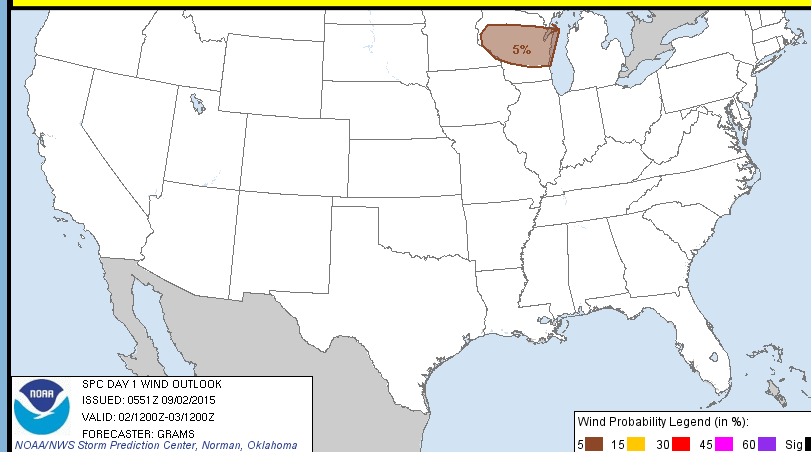 5%
NOAA
SPC DAY 1 WIND OUTLOOK
ISSUED: 0551Z 09/02/2015
VALID: 02/1200Z-03/1200Z
FORECASTER: GRAMS
NOAA/NWS Storm Prediction Center, Norman, Oklahoma
Wind Probability Legend (in %):
5 15 30 45 60 Sig